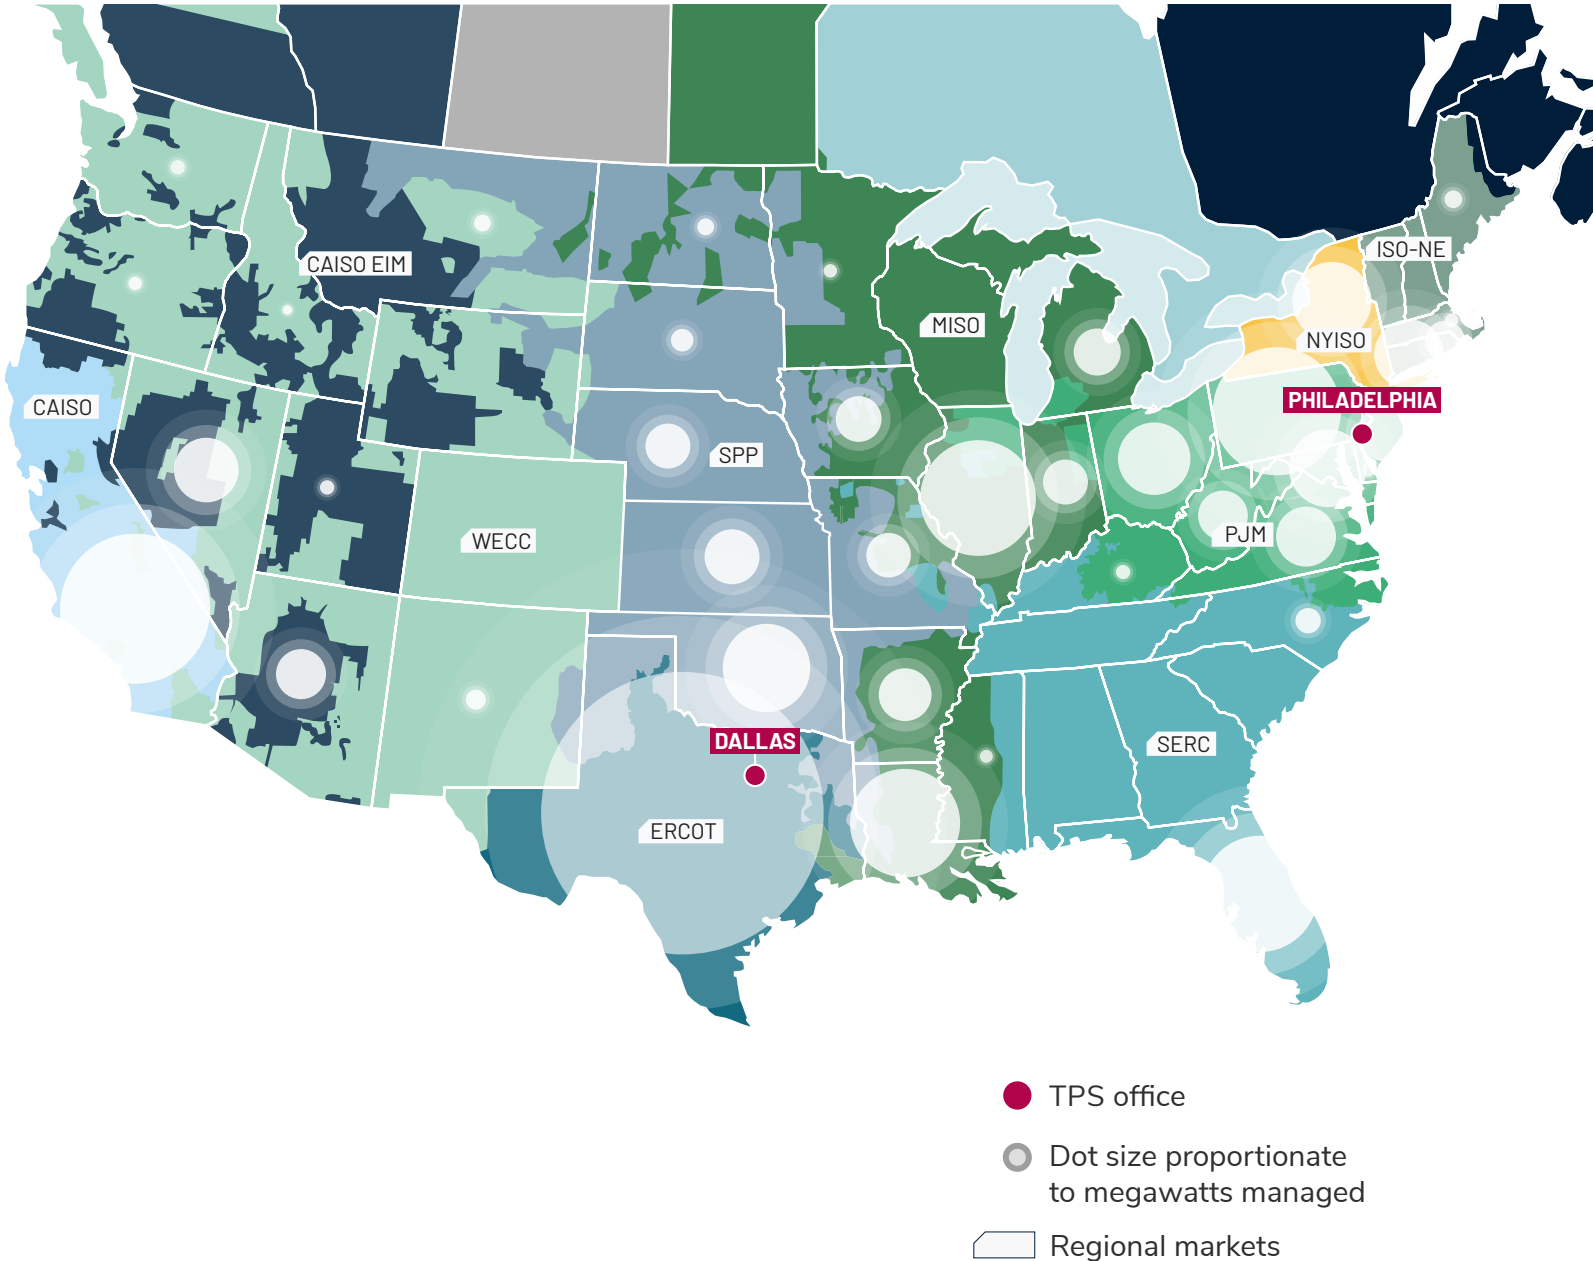 ISO-NE
CAISO EIM
MISO
NYISO
CAISO
PHILADELPHIA
SPP
WECC
PJM
DALLAS
SERC
ERCOT
TPS office
Dot size proportionate
to megawatts managed
Regional markets